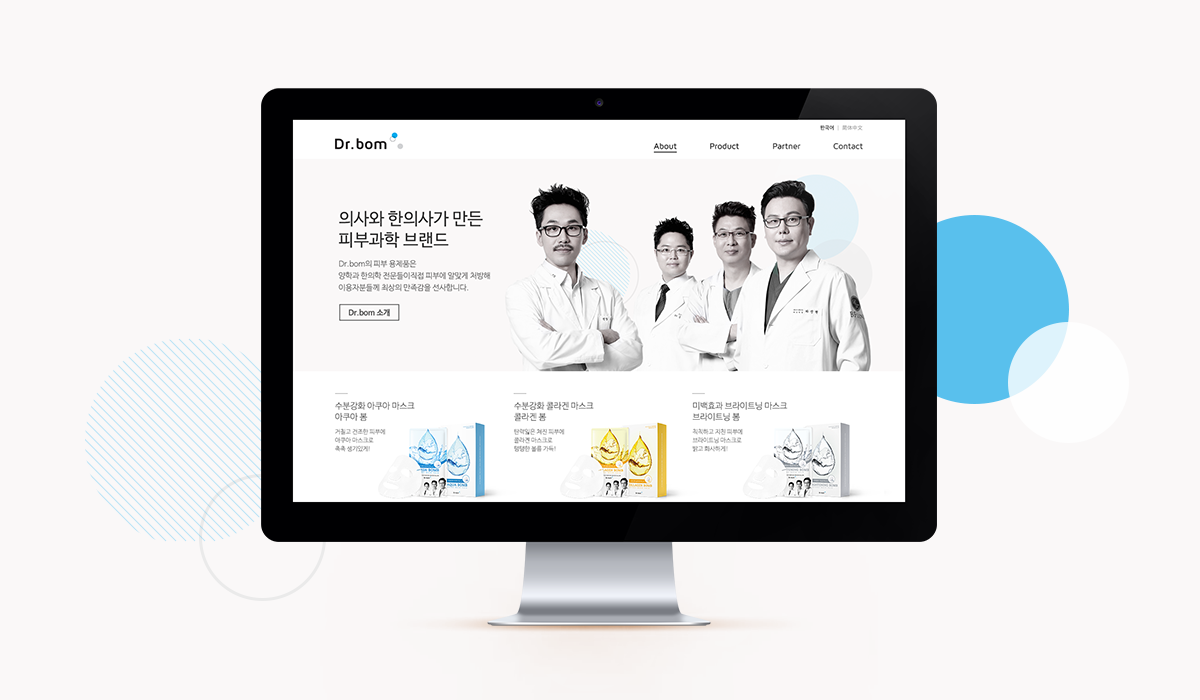 한국어 | 简体中文
Dr.bom
About Product Partner Contact
의사와 한의사가 만든
피부과학 브랜드
Dr.bom의 피부 용제품은
양학과 한의학 전문들이직접 피부에 알맞게 처방해
이용자분들께 최상의 만족감을 선사합니다.
Dr.bom 소개
수분강화 아쿠아 마스크
아쿠아 봄
거칠고 건조한 피부에
아쿠아 마스크로
촉촉 생기있게!
수분강화 콜라겐 마스크
콜라겐 봄
탄력잃은 쳐진 피부에
콜라겐 마스크로
탱탱한 볼륨 가득!
미백효과 브라이트닝 마스크
브라이트닝 봄
칙칙하고 지친 피부에
브라이트닝 마스크로
밝고 화사하게!